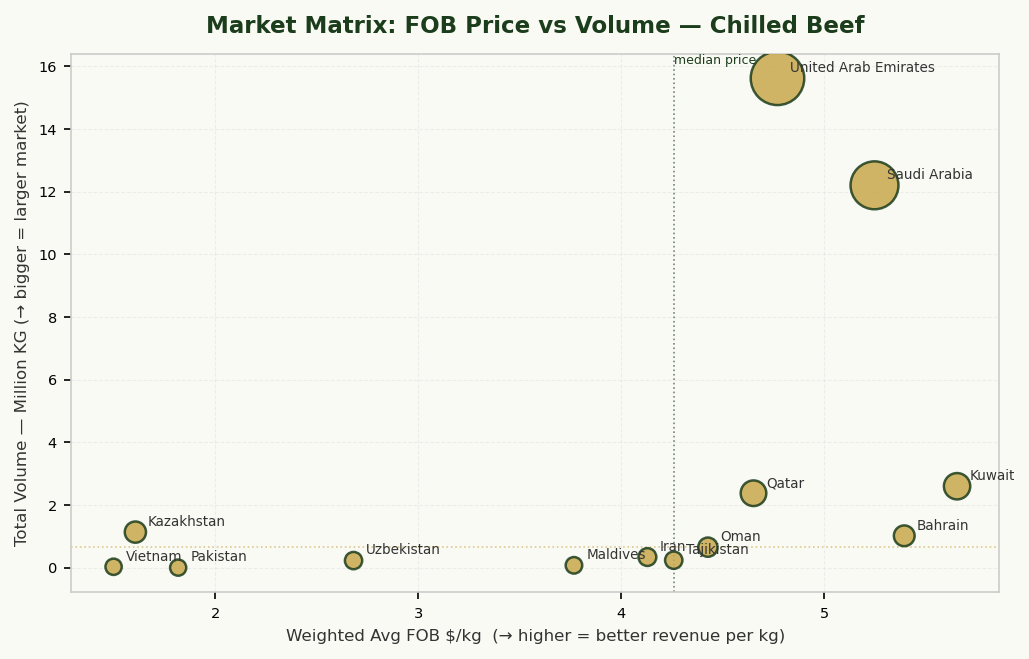 Market Matrix: FOB Price vs Volume — Chilled Beef
median price
United Arab Emirates
Saudi Arabia
Kuwait
Qatar
Bahrain
Oman
Kazakhstan
Iran
Tajikistan
Uzbekistan
Maldives
Vietnam
Pakistan
16
14
12
10
8
6
4
2
0
Total Volume — Million KG (→ bigger = larger market)
2
3
4
5
Weighted Avg FOB $/kg (→ higher = better revenue per kg)